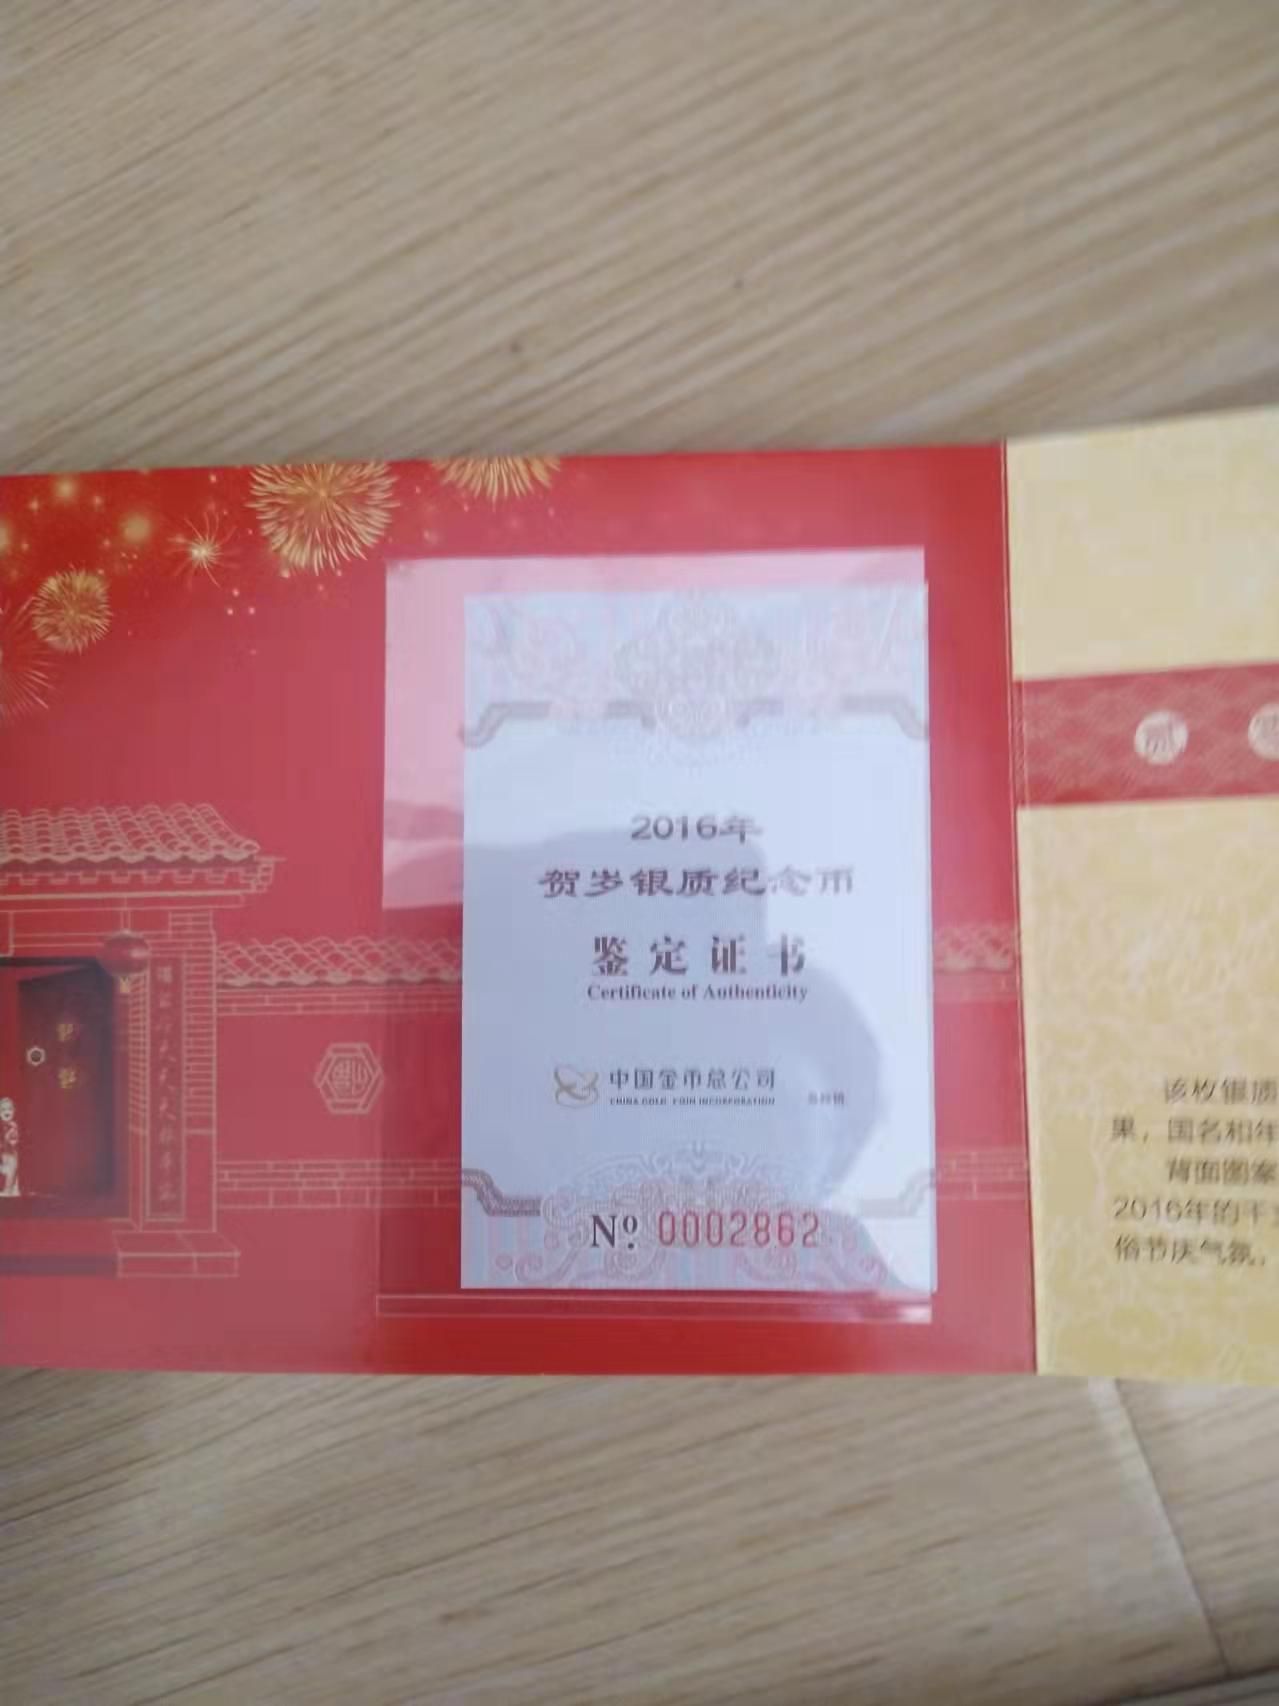 2016年
贺岁银质纪念币
鉴定证书
Certificate of Authenticity
中国金币总公司
CHINA GOLD COIN INCORPORATION
№ 0002862
贰
该枚银质
果，国名和年
背面图案
2016年的干支
俗节庆气氛，